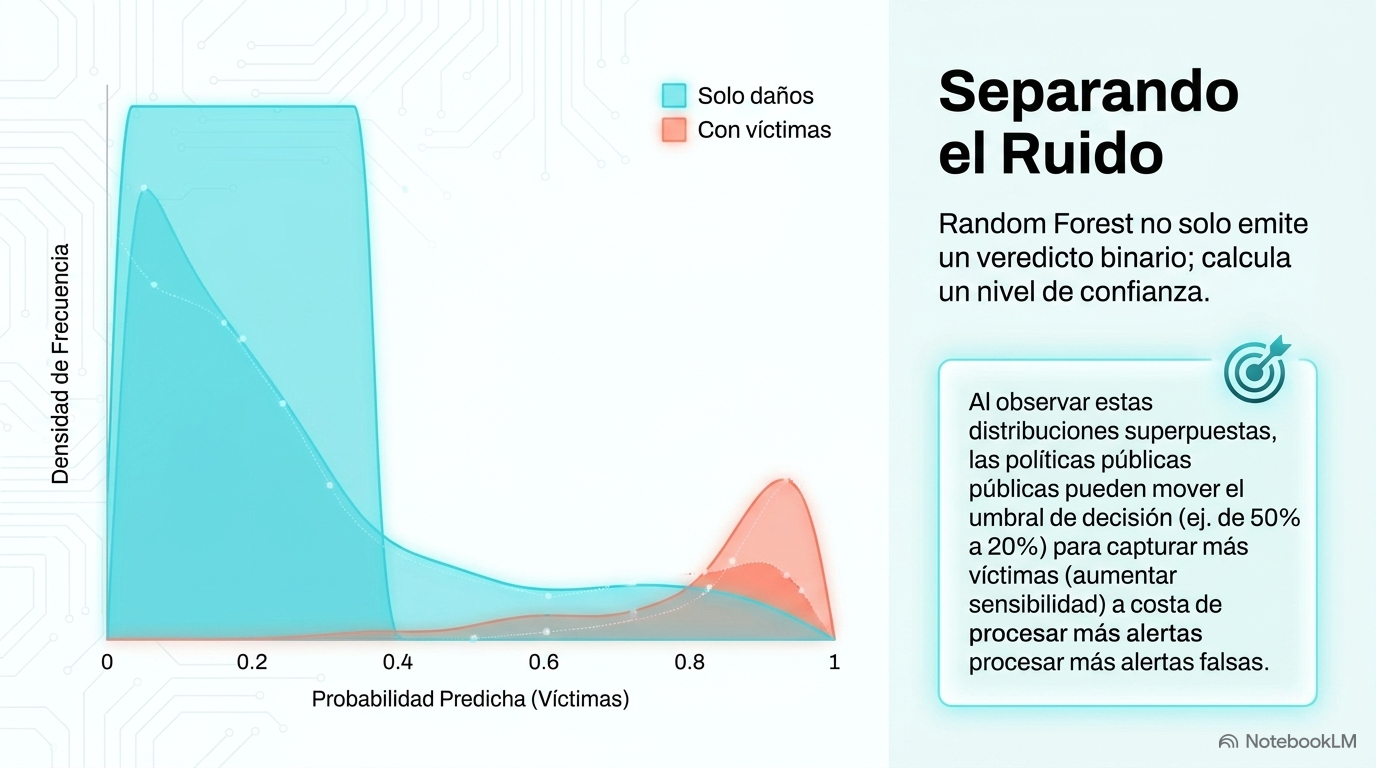 Solo daños
Con víctimas
Densidad de Frecuencia
0
0.2
0.4
0.6
0.8
1
Probabilidad Predicha (Víctimas)
Separando
el Ruido
Random Forest no solo emite
un veredicto binario; calcula
un nivel de confianza.
Al observar estas
distribuciones superpuestas,
las políticas públicas
públicas pueden mover el
umbral de decisión (ej. de 50%
a 20%) para capturar más
víctimas (aumentar
sensibilidad) a costa de
procesar más alertas
procesar más alertas falsas.
NotebookLM